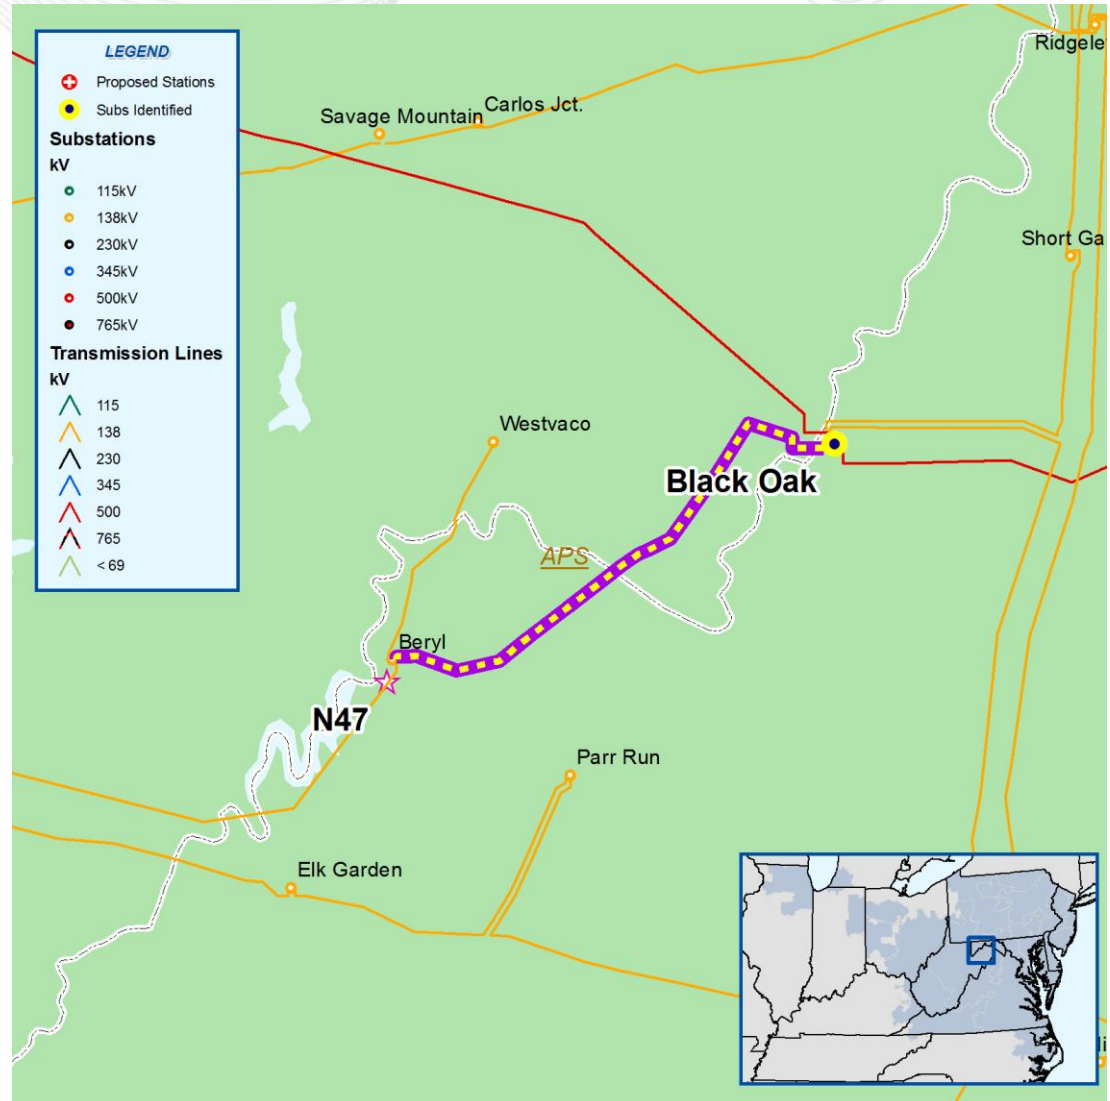 LEGEND
Proposed Stations
Subs Identified
Substations
kV
115kV
138kV
230kV
345kV
500kV
765kV
Transmission Lines
kV
115
138
230
345
500
765
< 69
Ridgele
Carlos Jct.
Savage Mountain
Short Ga
Westvaco
Black Oak
APS
Beryl
N47
Parr Run
Elk Garden